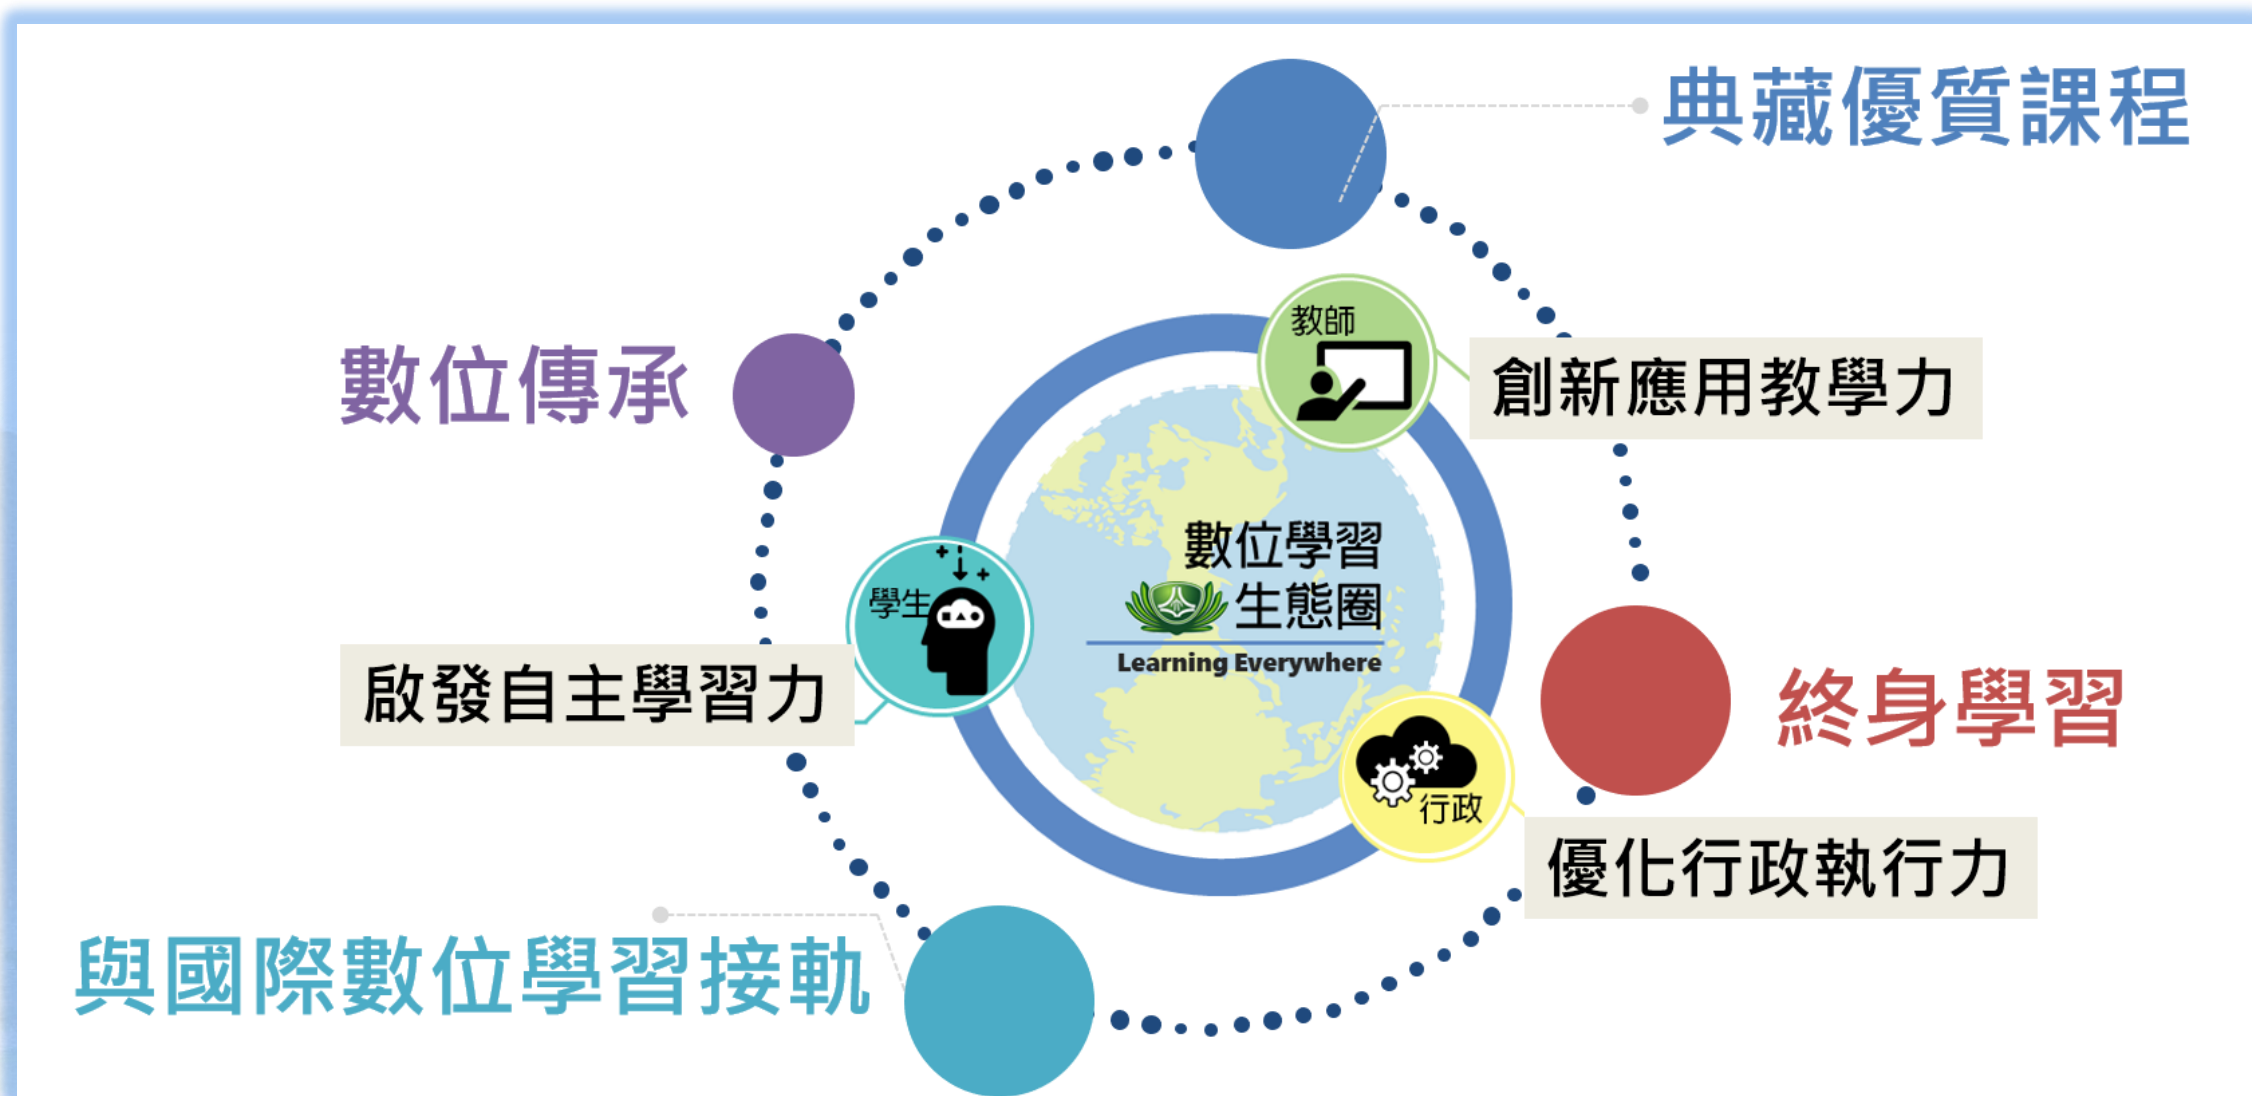 典藏優質課程
教師
數位傳承
創新應用教學力
數位學習
生態圈
Learning Everywhere
學生
啟發自主學習力
終身學習
行政
優化行政執行力
與國際數位學習接軌